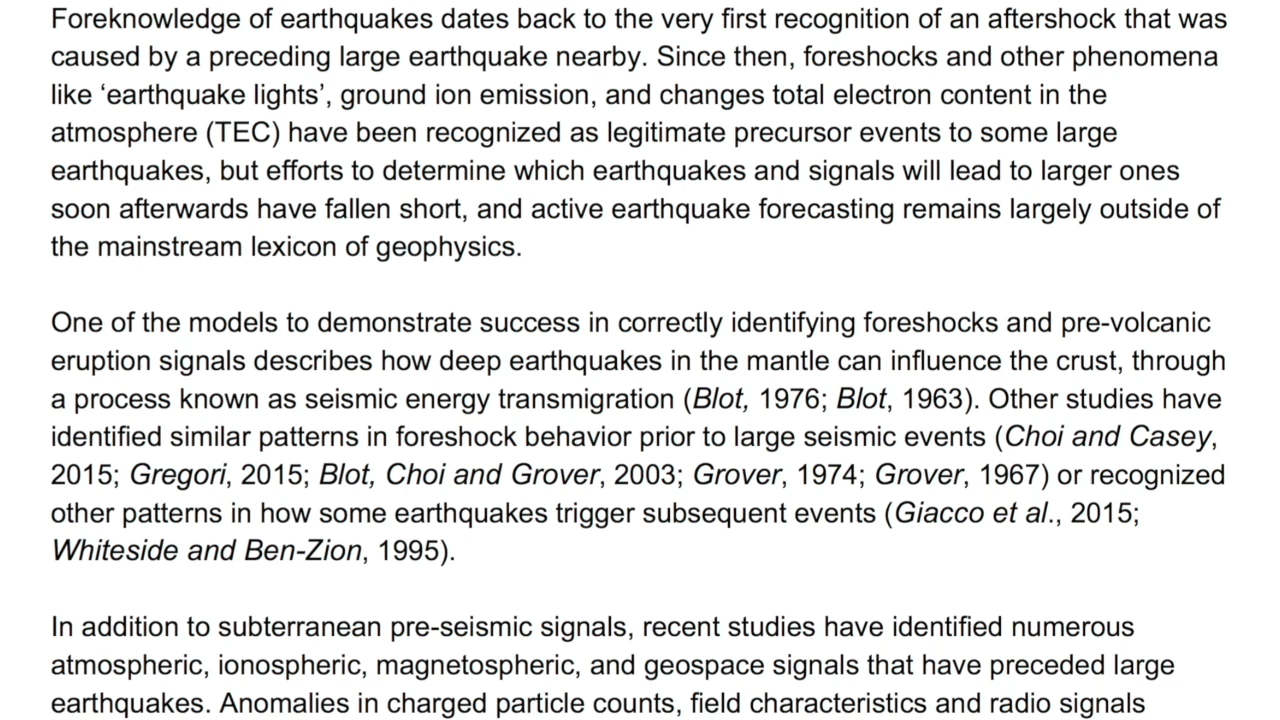 Foreknowledge of earthquakes dates back to the very first recognition of an aftershock that was
caused by a preceding large earthquake nearby. Since then, foreshocks and other phenomena
like ‘earthquake lights’, ground ion emission, and changes total electron content in the
atmosphere (TEC) have been recognized as legitimate precursor events to some large
earthquakes, but efforts to determine which earthquakes and signals will lead to larger ones
soon afterwards have fallen short, and active earthquake forecasting remains largely outside of
the mainstream lexicon of geophysics.
One of the models to demonstrate success in correctly identifying foreshocks and pre-volcanic
eruption signals describes how deep earthquakes in the mantle can influence the crust, through
a process known as seismic energy transmigration (Blot, 1976; Blot, 1963). Other studies have
identified similar patterns in foreshock behavior prior to large seismic events (Choi and Casey,
2015; Gregori, 2015; Blot, Choi and Grover, 2003; Grover, 1974; Grover, 1967) or recognized
other patterns in how some earthquakes trigger subsequent events (Giacco et al., 2015;
Whiteside and Ben-Zion, 1995).
In addition to subterranean pre-seismic signals, recent studies have identified numerous
atmospheric, ionospheric, magnetospheric, and geospace signals that have preceded large
earthquakes. Anomalies in charged particle counts, field characteristics and radio signals